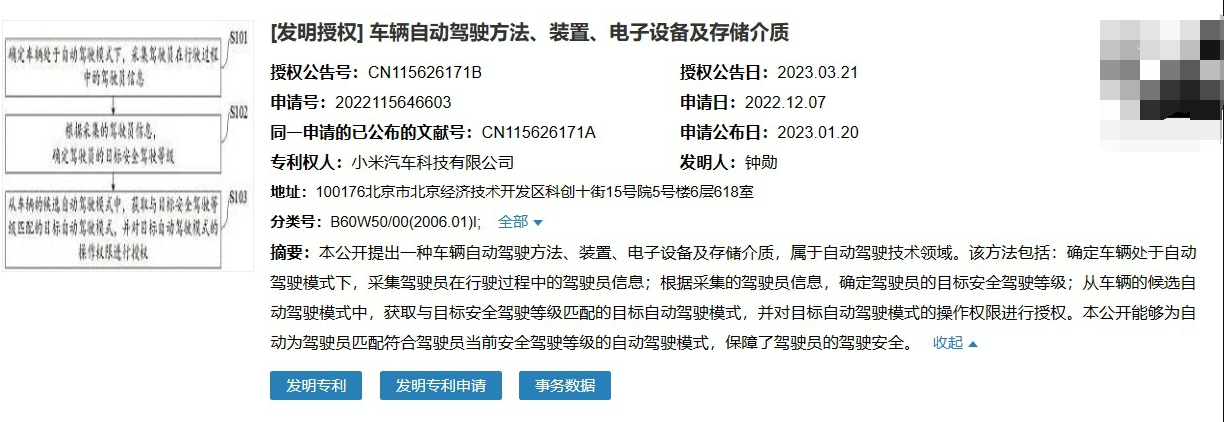 确定车辆处于自动驾驶模式下，采集驾驶员在行驶过程
中的驾驶员信息
S101
根据采集的驾驶员信息，
确定驾驶员的目标安全驾驶等级
S102
从车辆的候选自动驾驶模式中，获取与目标安全驾驶等
级匹配的目标自动驾驶模式，并对目标自动驾驶模式的
操作权限进行授权
S103
[发明授权] 车辆自动驾驶方法、装置、电子设备及存储介质
授权公告号：CN115626171B 授权公告日：2023.03.21
申请号：2022115646603 申请日：2022.12.07
同一申请的已公布的文献号：CN115626171A 申请公布日：2023.01.20
专利权人：小米汽车科技有限公司 发明人：钟勋
地址：100176北京市北京经济技术开发区科创十街15号院5号楼6层618室
分类号：B60W50/00(2006.01)I; 全部
摘要：本公开提出一种车辆自动驾驶方法、装置、电子设备及存储介质，属于自动驾驶技术领域。该方法包括：确定车辆处于自动
驾驶模式下，采集驾驶员在行驶过程中的驾驶员信息；根据采集的驾驶员信息，确定驾驶员的目标安全驾驶等级；从车辆的候选自
动驾驶模式中，获取与目标安全驾驶等级匹配的目标自动驾驶模式，并对目标自动驾驶模式的操作权限进行授权。本公开能够为自
动为驾驶员匹配符合驾驶员当前安全驾驶等级的自动驾驶模式，保障了驾驶员的驾驶安全。 收起
发明专利 发明专利申请 事务数据